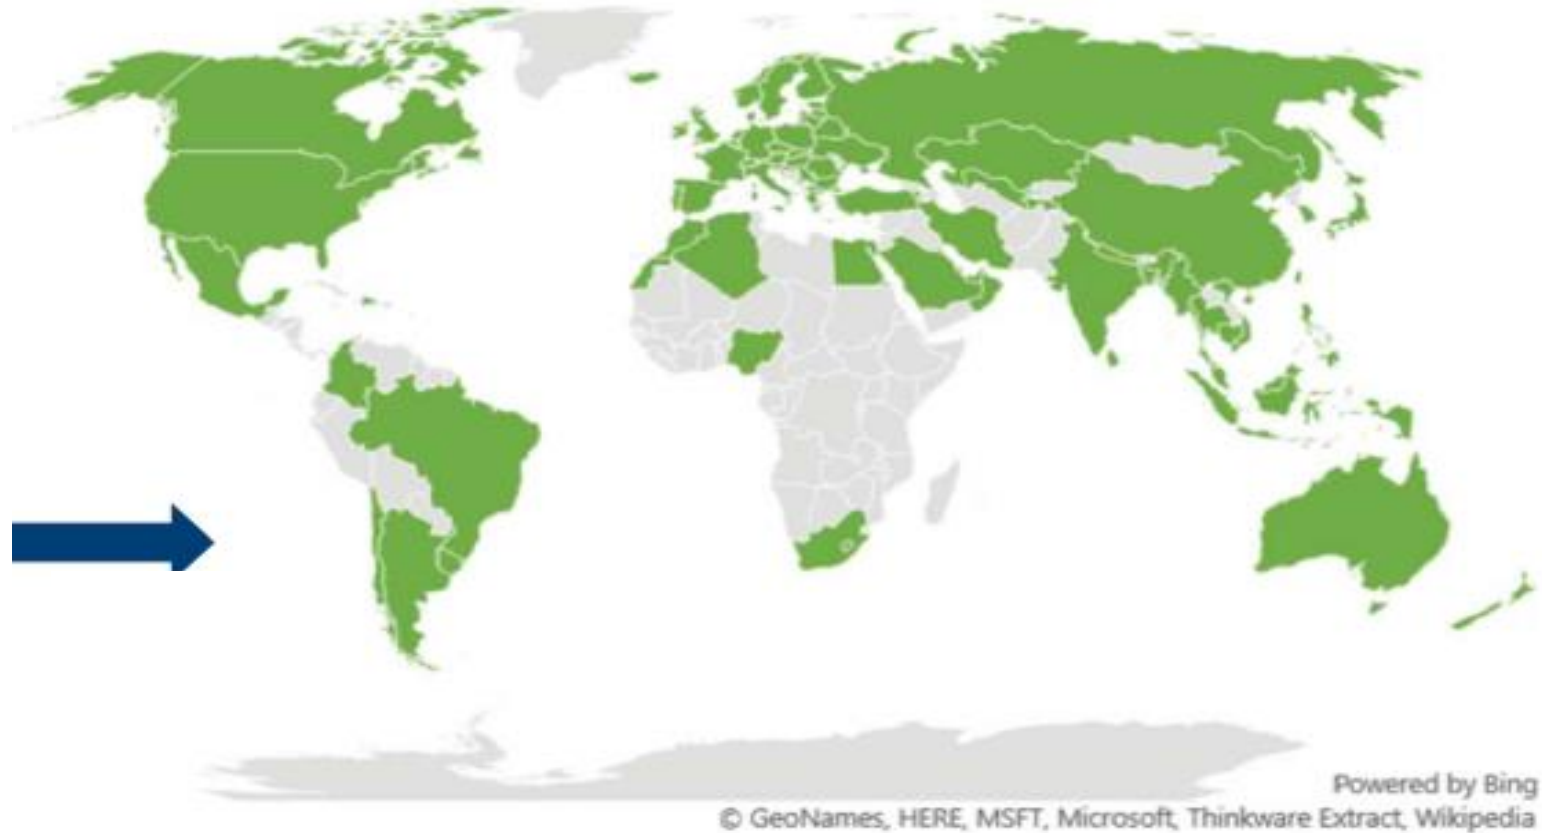 Powered by Bing
© GeoNames, HERE, MSFT, Microsoft, Thinkware Extract, Wikipedia